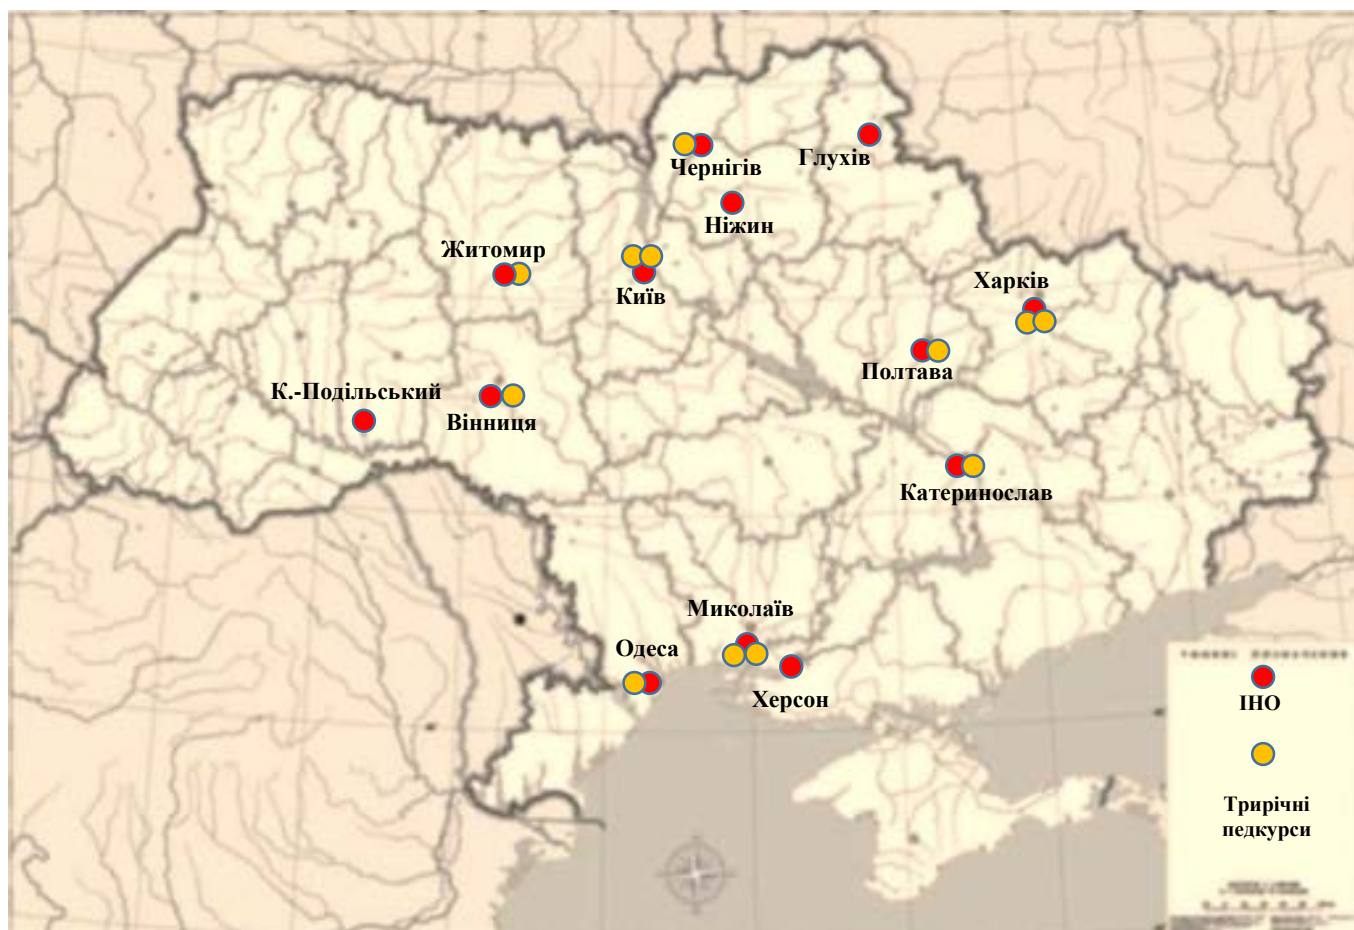 Чернігів
Глухів
Ніжин
Житомир
Київ
Харків
Полтава
К.-Подільський
Вінниця
Катеринослав
Миколаїв
Одеса
Херсон
ІНО
Трирічні
педкурси